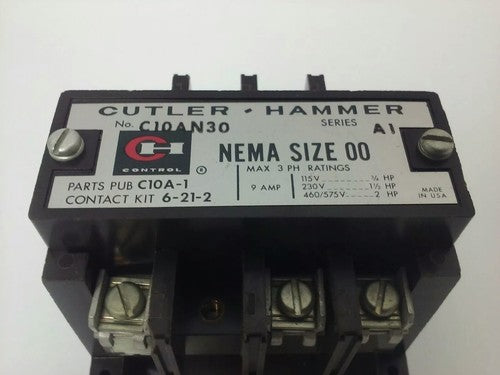 CUTLER-HAMMER
No. C10AN30 SERIES A1
CH
CONTROL ®
NEMA SIZE 00
MAX 3 PH RATINGS
PARTS PUB C10A-1
CONTACT KIT 6-21-2
9 AMP
115V ¾ HP
230V 1½ HP
460/575V 2 HP
MADE
IN USA